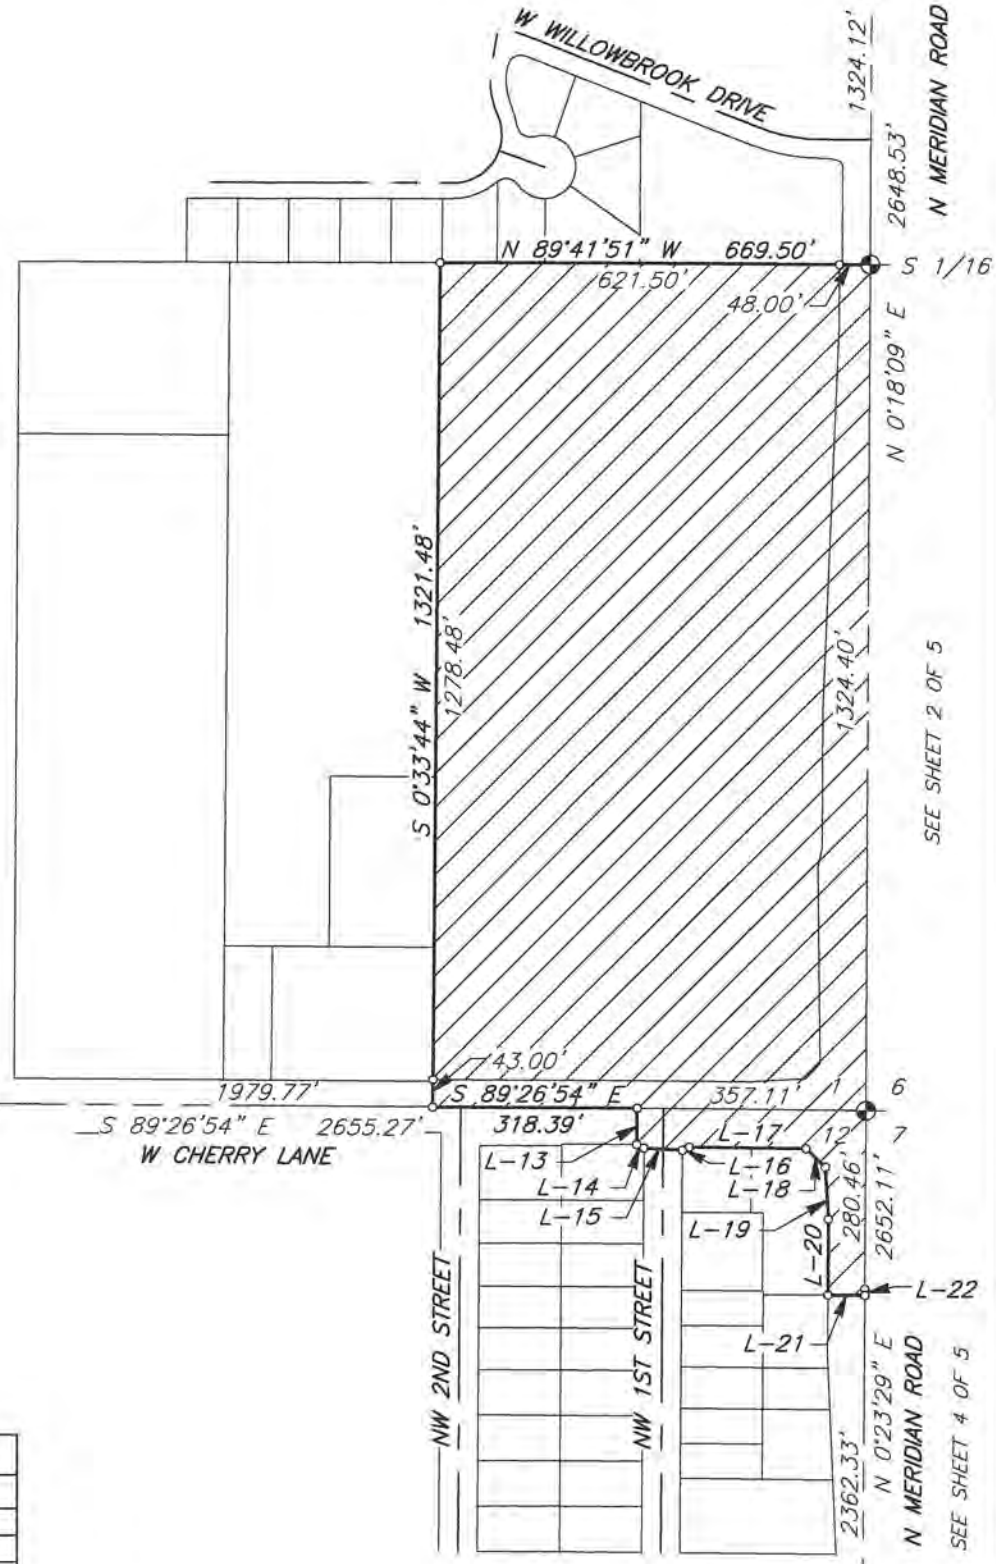 W WILLOWBROOK DRIVE
1324.12'
2648.53'
N MERIDIAN ROAD
N 89°41'51" W 669.50'
621.50'
48.00'
S 1/16
N 0°18'09" E
S 0°33'44" W 1321.48'
1278.48'
1324.40'
SEE SHEET 2 OF 5
43.00'
1979.77'
S 89°26'54" E
357.11'
1
6
S 89°26'54" E 2655.27'
318.39'
W CHERRY LANE
L-17
12
7
L-13
L-16
L-14
L-18
L-15
L-19
L-20
280.46'
2652.11'
L-22
L-21
NW 2ND STREET
NW 1ST STREET
2362.33'
N 0°23'29" E
N MERIDIAN ROAD
SEE SHEET 4 OF 5